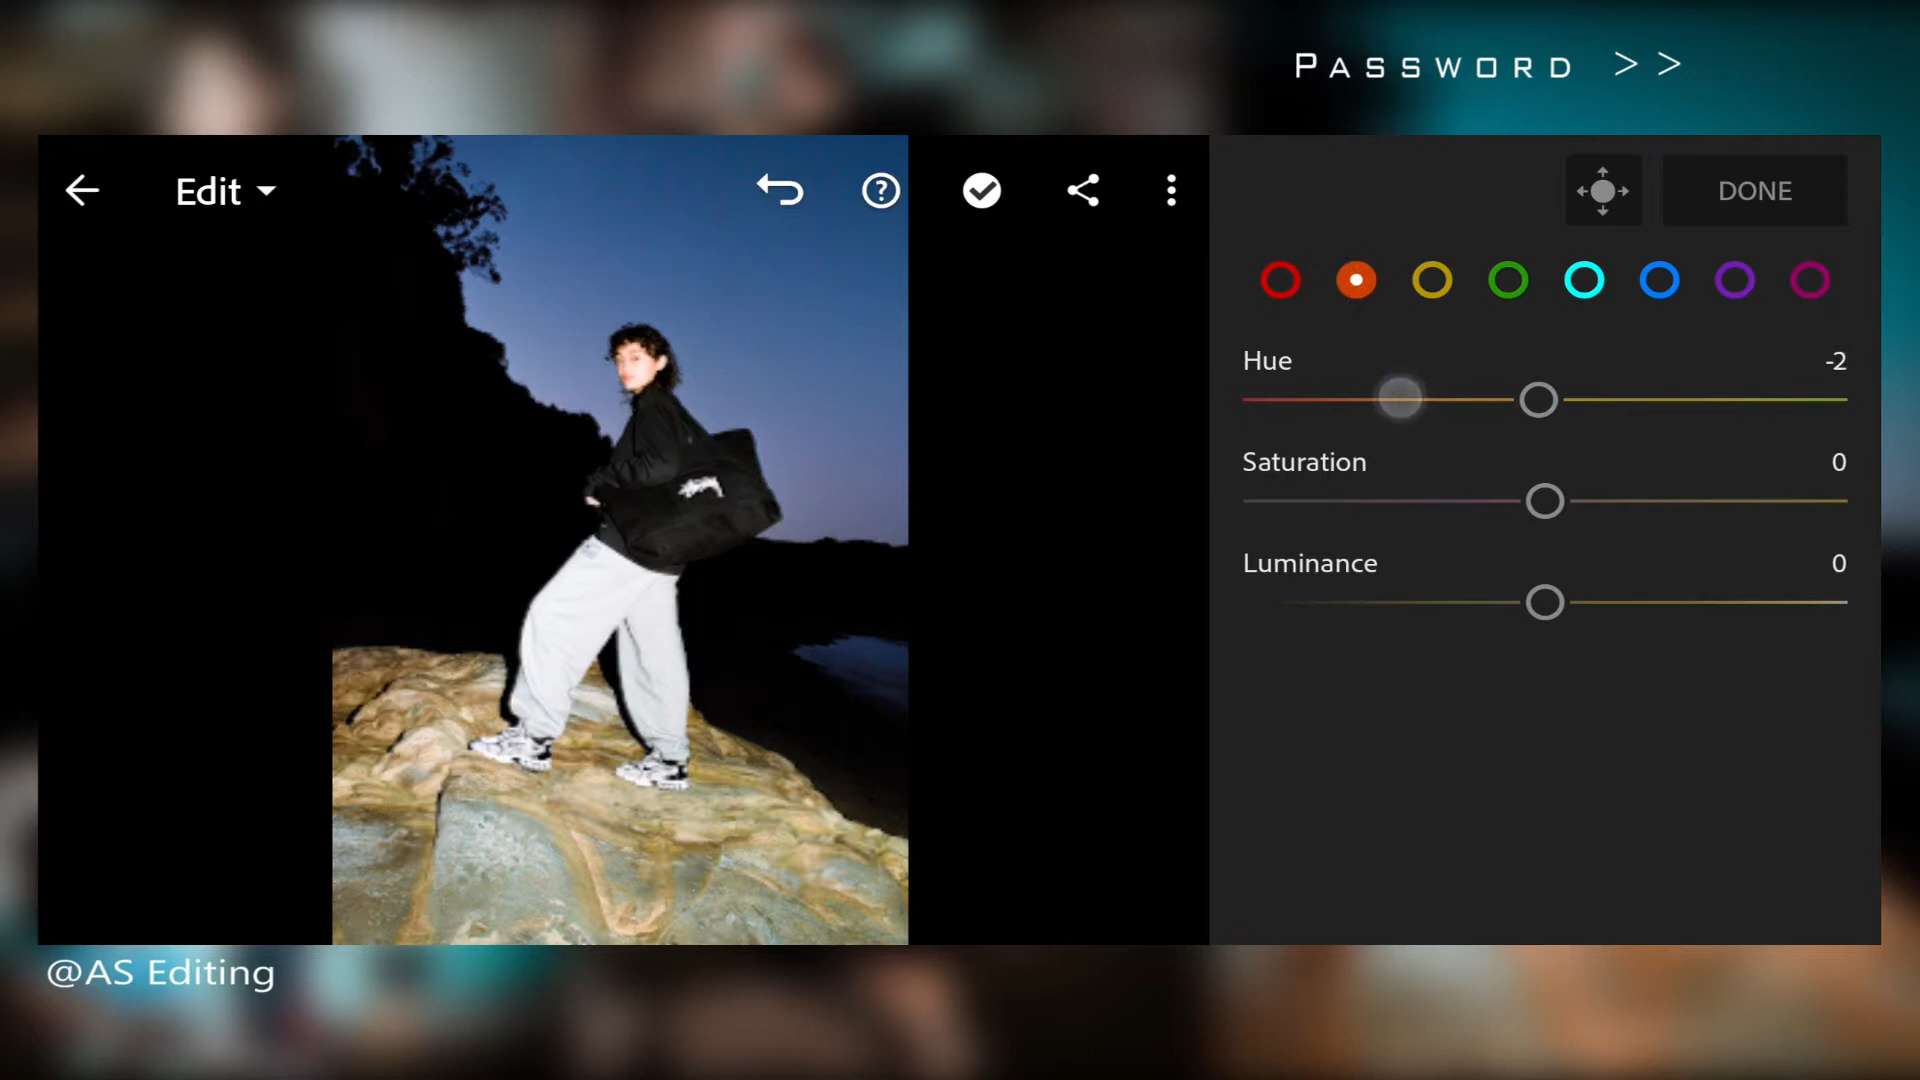 PASSWORD >>
Edit
DONE
Hue -2
Saturation 0
Luminance 0
@AS Editing